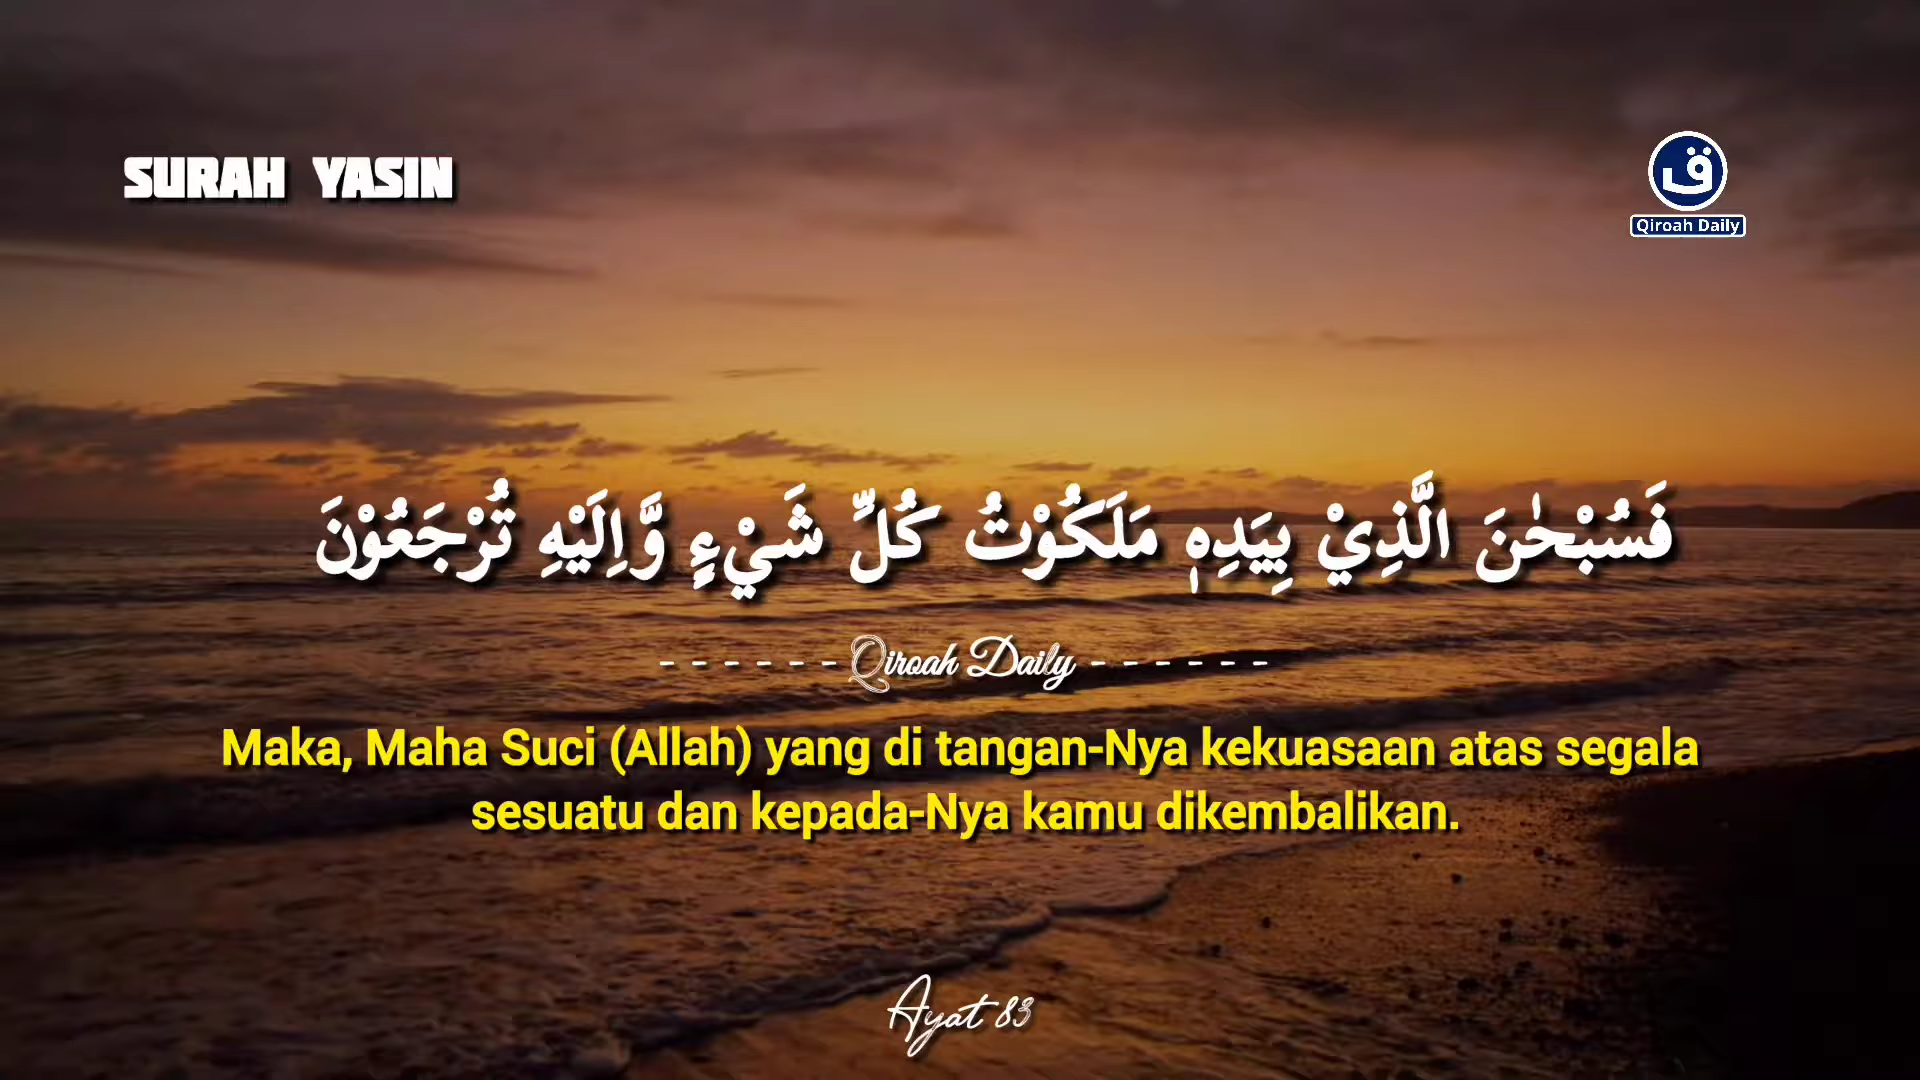 SURAH YASIN
ق
Qiroah Daily
فَسُبْحٰنَ الَّذِيْ بِيَدِهٖ مَلَكُوْتُ كُلِّ شَيْءٍ وَّاِلَيْهِ تُرْجَعُوْنَ
------Qiroah Daily------
Maka, Maha Suci (Allah) yang di tangan-Nya kekuasaan atas segala
sesuatu dan kepada-Nya kamu dikembalikan.
Ayat 83